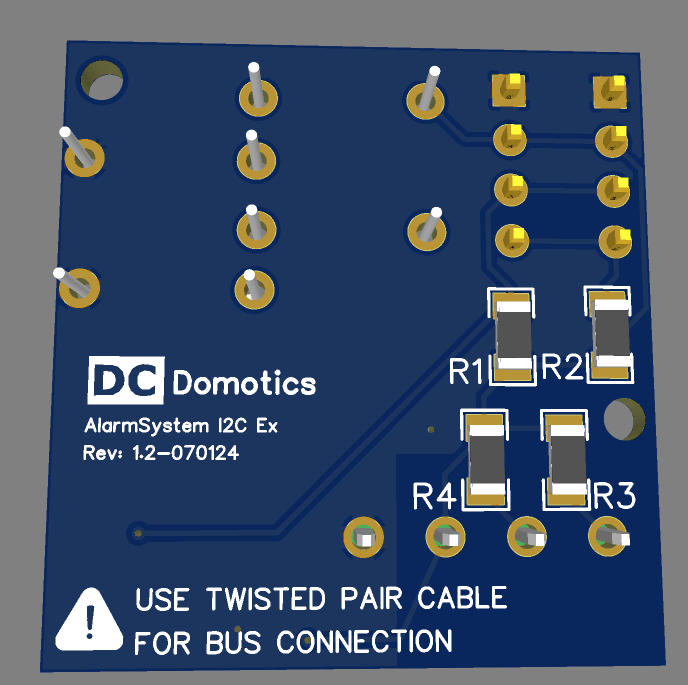 R1
R2
DC Domotics
AlarmSystem I2C Ex
Rev: 1.2-070124
R4
R3
!
USE TWISTED PAIR CABLE
FOR BUS CONNECTION